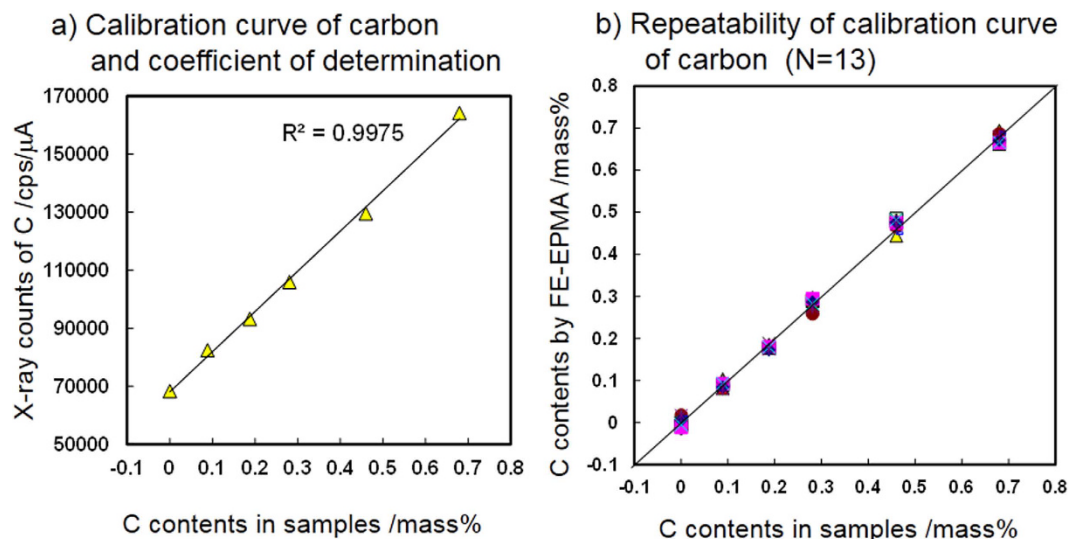 a) Calibration curve of carbon
and coefficient of determination
X-ray counts of C /cps/μA
170000
150000
130000
110000
90000
70000
50000
R² = 0.9975
-0.1 0 0.1 0.2 0.3 0.4 0.5 0.6 0.7 0.8
C contents in samples /mass%
b) Repeatability of calibration curve
of carbon (N=13)
C contents by FE-EPMA /mass%
0.8
0.7
0.6
0.5
0.4
0.3
0.2
0.1
0
-0.1
-0.1 0 0.1 0.2 0.3 0.4 0.5 0.6 0.7 0.8
C contents in samples /mass%